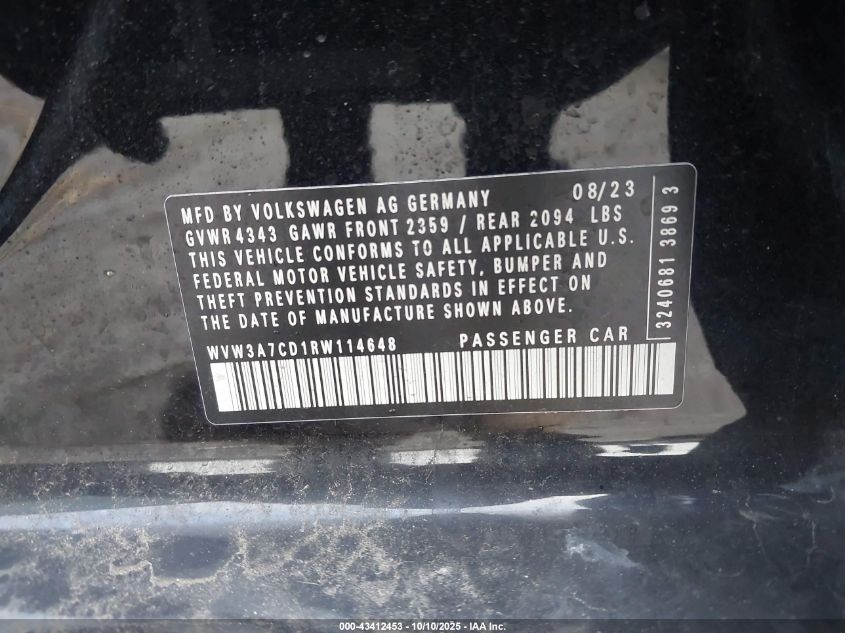 MFD BY VOLKSWAGEN AG GERMANY 08/23
GVWR 4343 GAWR FRONT 2359 / REAR 2094 LBS
THIS VEHICLE CONFORMS TO ALL APPLICABLE U.S.
FEDERAL MOTOR VEHICLE SAFETY, BUMPER AND
THEFT PREVENTION STANDARDS IN EFFECT ON
THE DATE OF MANUFACTURE SHOWN ABOVE.
WVW3A7CD1RW114648 PASSENGER CAR
3240681 38693
000-43412453 - 10/10/2025 - IAA Inc.